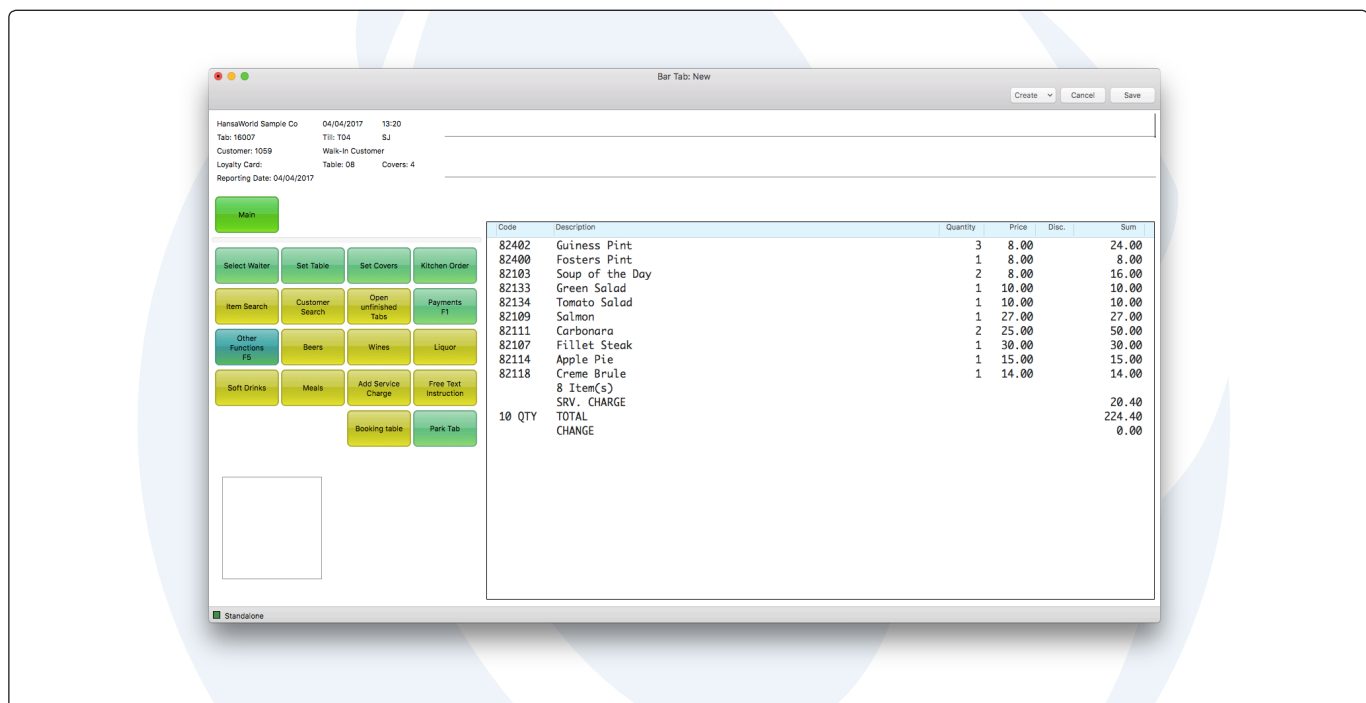 Bar Tab: New
Create Cancel Save
HansaWorld Sample Co 04/04/2017 13:20
Tab: 16007 Till: T04 SJ
Customer: 1059 Walk-In Customer
Loyalty Card: Table: 08 Covers: 4
Reporting Date: 04/04/2017
Main
Select Waiter Set Table Set Covers Kitchen Order
Item Search Customer Search Open unfinished Tabs Payments F1
Other Functions F5 Beers Wines Liquor
Soft Drinks Meals Add Service Charge Free Text Instruction
Booking table Park Tab
Code Description Quantity Price Disc. Sum
82402 Guiness Pint 3 8.00 24.00
82400 Fosters Pint 1 8.00 8.00
82103 Soup of the Day 2 8.00 16.00
82133 Green Salad 1 10.00 10.00
82134 Tomato Salad 1 10.00 10.00
82109 Salmon 1 27.00 27.00
82111 Carbonara 2 25.00 50.00
82107 Fillet Steak 1 30.00 30.00
82114 Apple Pie 1 15.00 15.00
82118 Creme Brule 1 14.00 14.00
8 Item(s)
SRV. CHARGE 20.40
10 QTY TOTAL 224.40
CHANGE 0.00
Standalone